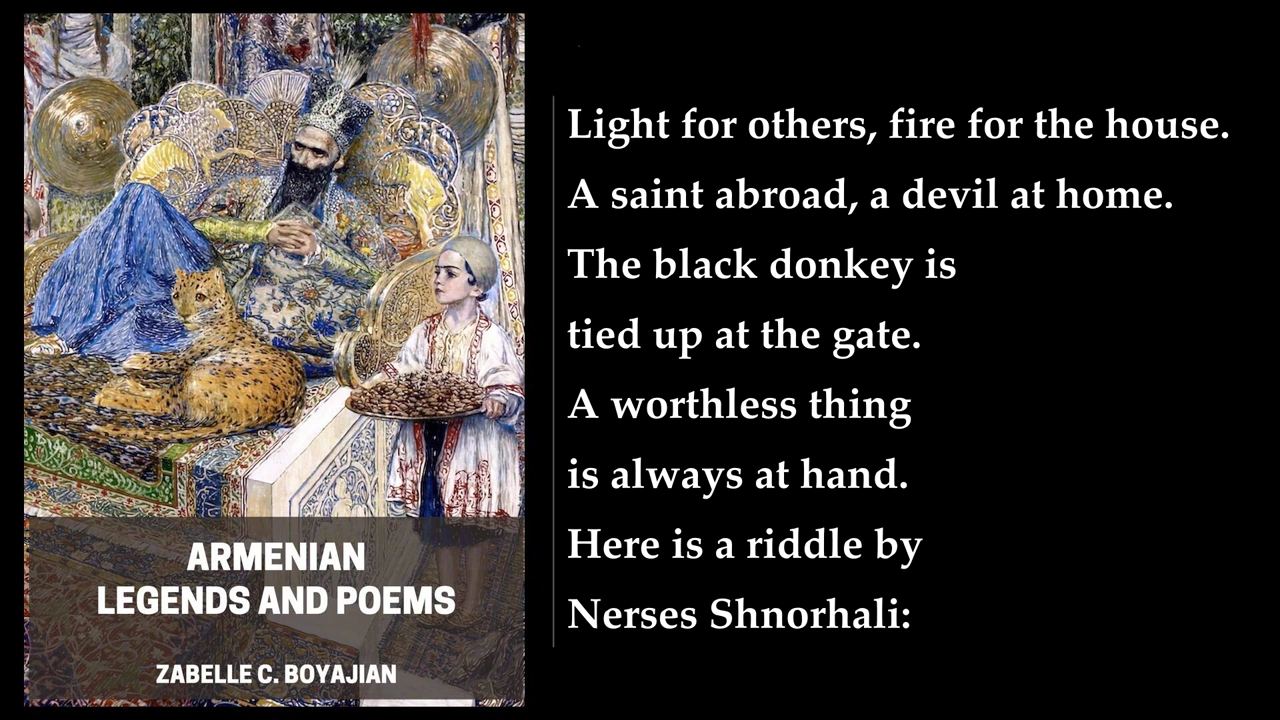 ARMENIAN
LEGENDS AND POEMS
ZABELLE C. BOYAJIAN
Light for others, fire for the house.
A saint abroad, a devil at home.
The black donkey is
tied up at the gate.
A worthless thing
is always at hand.
Here is a riddle by
Nerses Shnorhali: